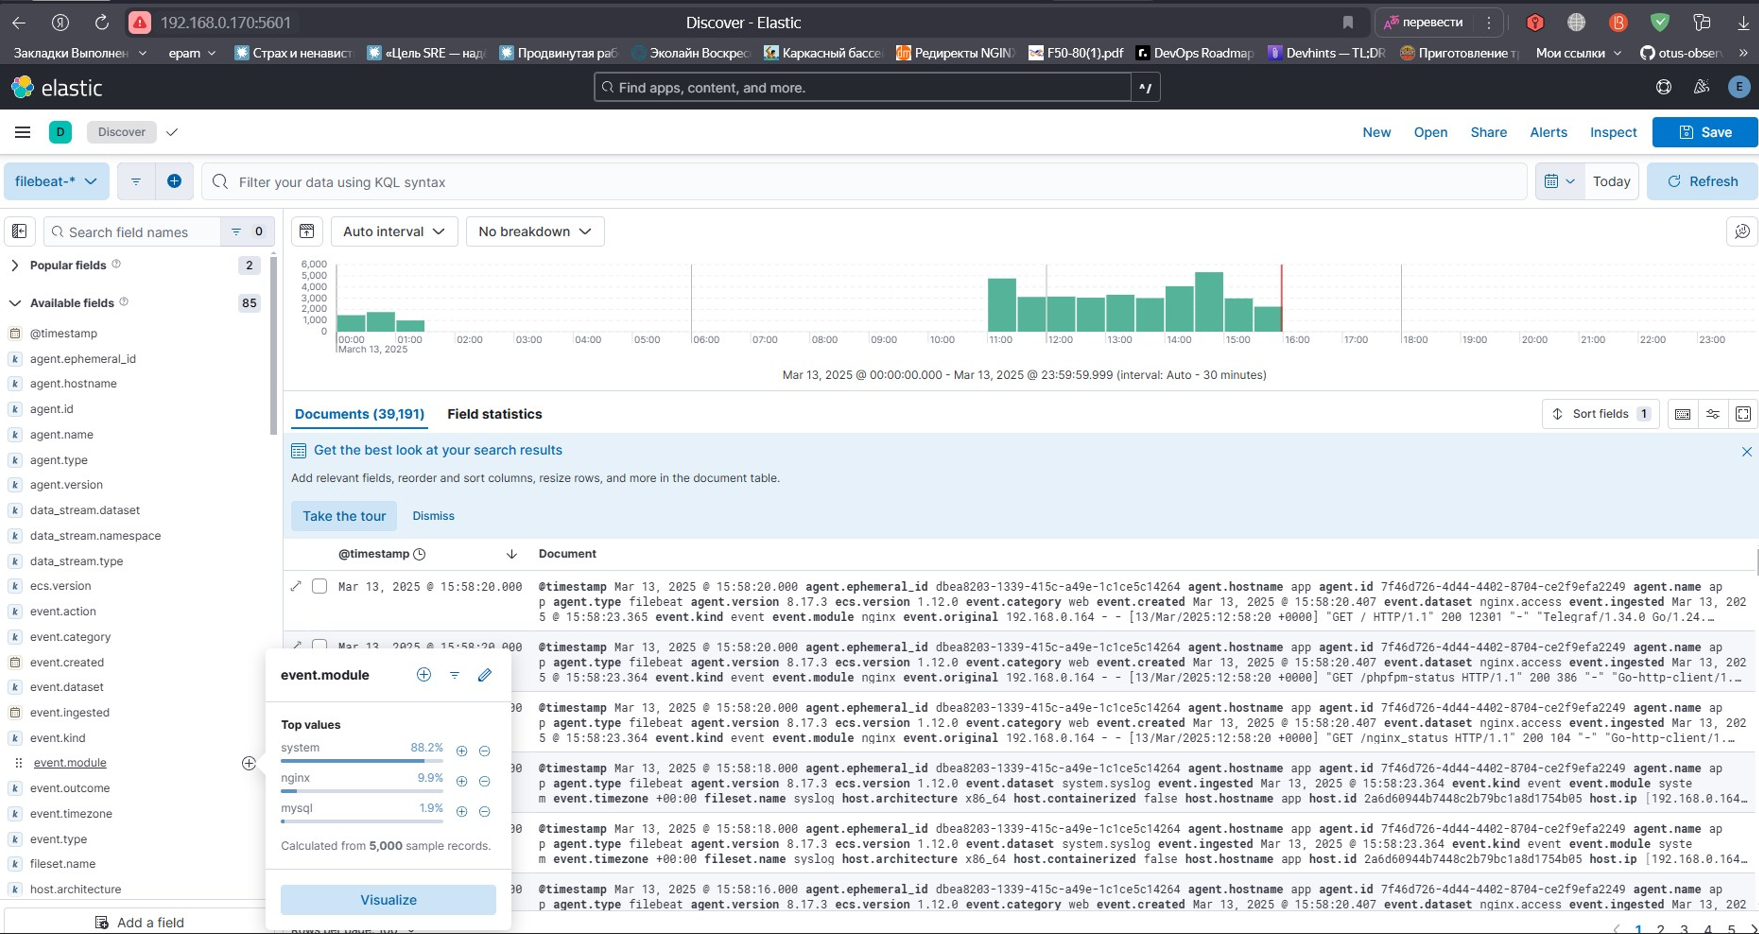 192.168.0.170:5601
Discover - Elastic
перевести
Закладки Выполнен
epam
Страх и ненавист
«Цель SRE — над
Продвинутая раб
Эколайн Воскрес
Каркасный бассе
Редиректы NGIN
F50-80(1).pdf
DevOps Roadmap
Devhints — TL;DR
Приготовление т
Мои ссылки
otus-obser
elastic
Find apps, content, and more.
^/
E
D
Discover
New
Open
Share
Alerts
Inspect
Save
filebeat-*
Filter your data using KQL syntax
Today
Refresh
Search field names
0
Auto interval
No breakdown
Popular fields
2
Available fields
85
@timestamp
agent.ephemeral_id
agent.hostname
agent.id
agent.name
agent.type
agent.version
data_stream.dataset
data_stream.namespace
data_stream.type
ecs.version
event.action
event.category
event.created
event.dataset
event.ingested
event.kind
event.module
event.outcome
event.timezone
event.type
fileset.name
host.architecture
Add a field
6,000
5,000
4,000
3,000
2,000
1,000
0
00:00 01:00 02:00 03:00 04:00 05:00 06:00 07:00 08:00 09:00 10:00 11:00 12:00 13:00 14:00 15:00 16:00 17:00 18:00 19:00 20:00 21:00 22:00 23:00
March 13, 2025
Mar 13, 2025 @ 00:00:00.000 - Mar 13, 2025 @ 23:59:59.999 (interval: Auto - 30 minutes)
Documents (39,191)
Field statistics
Sort fields 1
Get the best look at your search results
Add relevant fields, reorder and sort columns, resize rows, and more in the document table.
Take the tour
Dismiss
@timestamp
Document
Mar 13, 2025 @ 15:58:20.000
@timestamp Mar 13, 2025 @ 15:58:20.000 agent.ephemeral_id dbea8203-1339-415c-a49e-1c1ce5c14264 agent.hostname app agent.id 7f46d726-4d44-4402-8704-ce2f9efa2249 agent.name ap
p agent.type filebeat agent.version 8.17.3 ecs.version 1.12.0 event.category web event.created Mar 13, 2025 @ 15:58:20.407 event.dataset nginx.access event.ingested Mar 13, 202
5 @ 15:58:23.365 event.kind event event.module nginx event.original 192.168.0.164 - - [13/Mar/2025:12:58:20 +0000] "GET / HTTP/1.1" 200 12301 "-" "Telegraf/1.34.0 Go/1.24.…
Mar 13, 2025 @ 15:58:20.000
@timestamp Mar 13, 2025 @ 15:58:20.000 agent.ephemeral_id dbea8203-1339-415c-a49e-1c1ce5c14264 agent.hostname app agent.id 7f46d726-4d44-4402-8704-ce2f9efa2249 agent.name ap
p agent.type filebeat agent.version 8.17.3 ecs.version 1.12.0 event.category web event.created Mar 13, 2025 @ 15:58:20.407 event.dataset nginx.access event.ingested Mar 13, 202
5 @ 15:58:23.364 event.kind event event.module nginx event.original 192.168.0.164 - - [13/Mar/2025:12:58:20 +0000] "GET /phpfpm-status HTTP/1.1" 200 386 "-" "Go-http-client/1.…
00
@timestamp Mar 13, 2025 @ 15:58:20.000 agent.ephemeral_id dbea8203-1339-415c-a49e-1c1ce5c14264 agent.hostname app agent.id 7f46d726-4d44-4402-8704-ce2f9efa2249 agent.name ap
p agent.type filebeat agent.version 8.17.3 ecs.version 1.12.0 event.category web event.created Mar 13, 2025 @ 15:58:20.407 event.dataset nginx.access event.ingested Mar 13, 202
5 @ 15:58:23.364 event.kind event event.module nginx event.original 192.168.0.164 - - [13/Mar/2025:12:58:20 +0000] "GET /nginx_status HTTP/1.1" 200 104 "-" "Go-http-client/1.…
00
@timestamp Mar 13, 2025 @ 15:58:18.000 agent.ephemeral_id dbea8203-1339-415c-a49e-1c1ce5c14264 agent.hostname app agent.id 7f46d726-4d44-4402-8704-ce2f9efa2249 agent.name ap
p agent.type filebeat agent.version 8.17.3 ecs.version 1.12.0 event.dataset system.syslog event.ingested Mar 13, 2025 @ 15:58:23.364 event.kind event event.module syste
m event.timezone +00:00 fileset.name syslog host.architecture x86_64 host.containerized false host.hostname app host.id 2a6d60944b7448c2b79bc1a8d1754b05 host.ip [192.168.0.164…
00
@timestamp Mar 13, 2025 @ 15:58:18.000 agent.ephemeral_id dbea8203-1339-415c-a49e-1c1ce5c14264 agent.hostname app agent.id 7f46d726-4d44-4402-8704-ce2f9efa2249 agent.name ap
p agent.type filebeat agent.version 8.17.3 ecs.version 1.12.0 event.dataset system.syslog event.ingested Mar 13, 2025 @ 15:58:23.364 event.kind event event.module syste
m event.timezone +00:00 fileset.name syslog host.architecture x86_64 host.containerized false host.hostname app host.id 2a6d60944b7448c2b79bc1a8d1754b05 host.ip [192.168.0.164…
00
@timestamp Mar 13, 2025 @ 15:58:16.000 agent.ephemeral_id dbea8203-1339-415c-a49e-1c1ce5c14264 agent.hostname app agent.id 7f46d726-4d44-4402-8704-ce2f9efa2249 agent.name ap
p agent.type filebeat agent.version 8.17.3 ecs.version 1.12.0 event.category web event.created Mar 13, 2025 @ 15:58:20.407 event.dataset nginx.access event.ingested Mar 13, 202
event.module
Top values
system 88.2%
nginx 9.9%
mysql 1.9%
Calculated from 5,000 sample records.
Visualize
Rows per page: 100
1 2 3 4 5